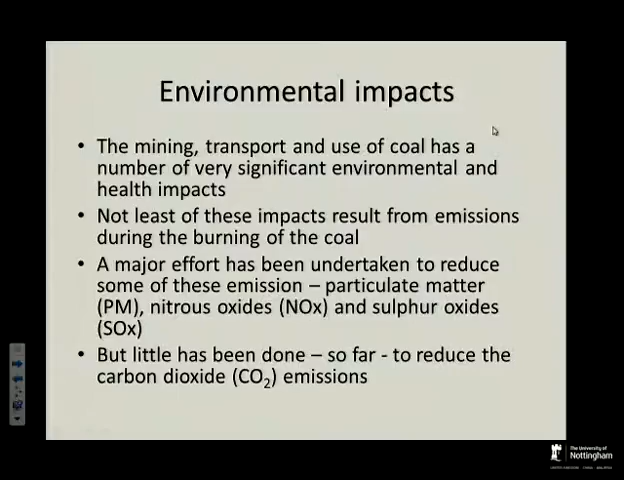 Environmental impacts
• The mining, transport and use of coal has a
number of very significant environmental and
health impacts
• Not least of these impacts result from emissions
during the burning of the coal
• A major effort has been undertaken to reduce
some of these emission – particulate matter
(PM), nitrous oxides (NOx) and sulphur oxides
(SOx)
• But little has been done – so far - to reduce the
carbon dioxide (CO₂) emissions
The University of
Nottingham